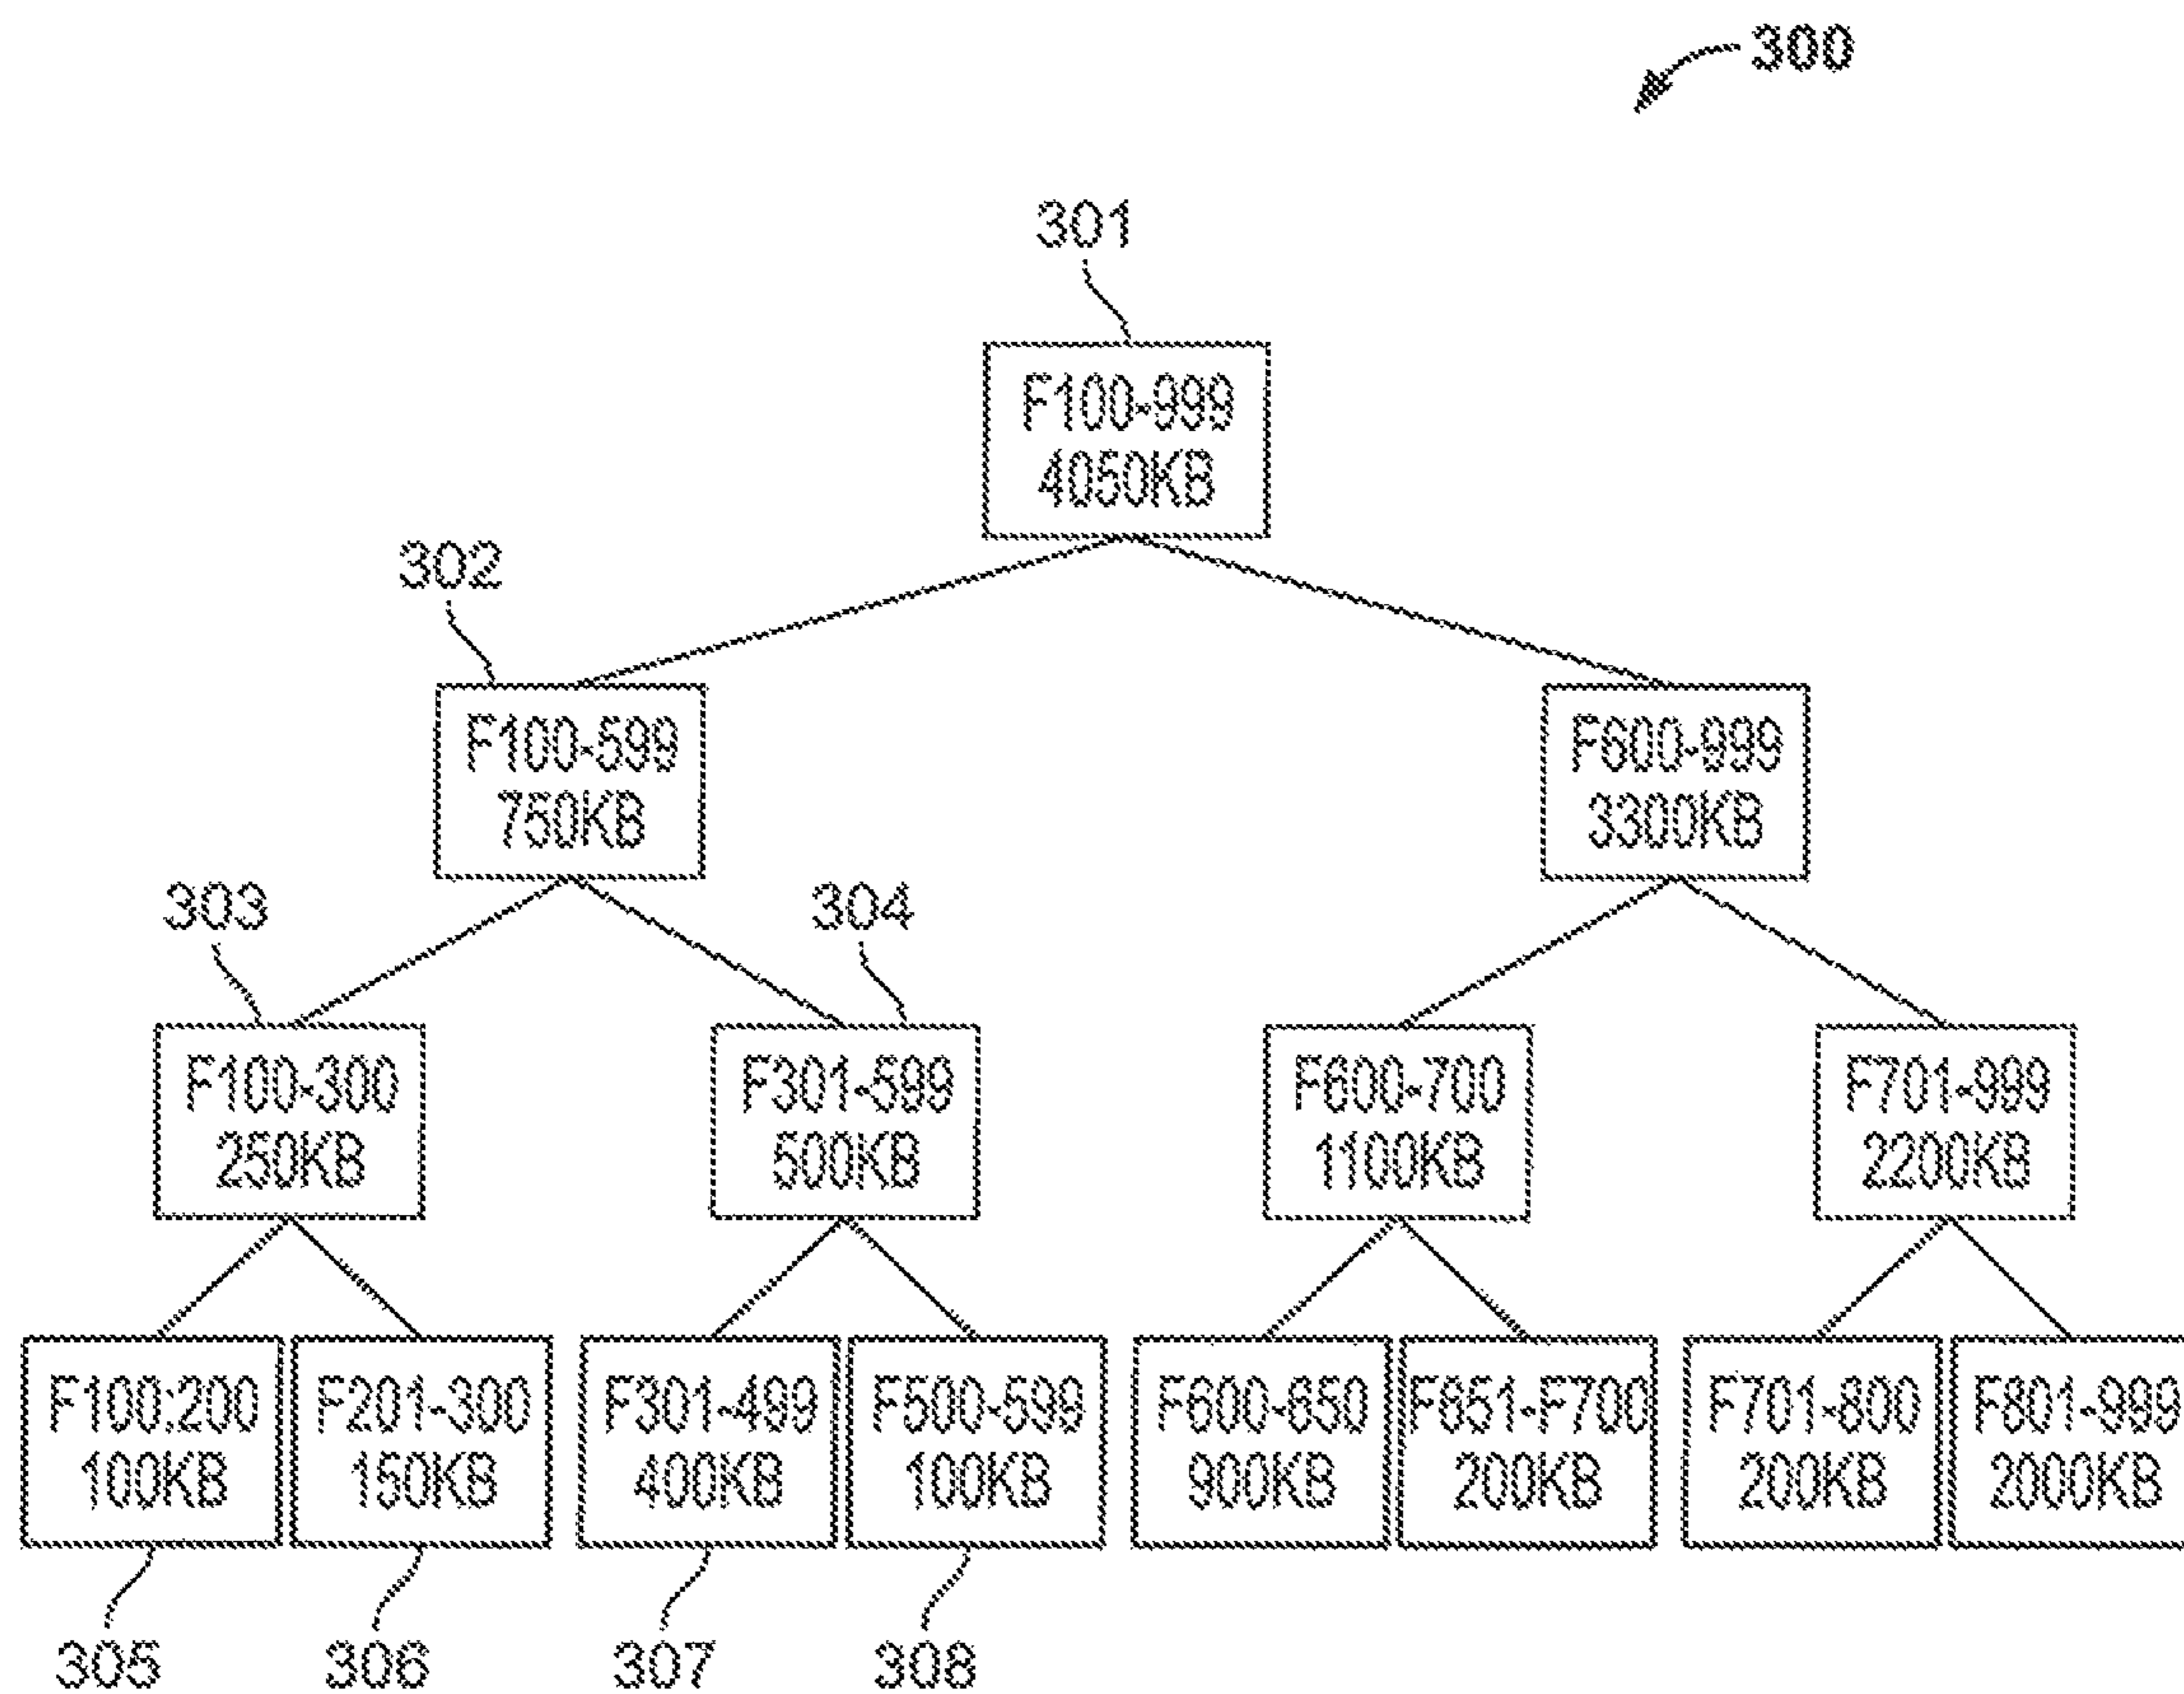 300
301
F100-999
4050KB
302
F100-599
750KB
F600-999
3300KB
303
304
F100-300
250KB
F301-599
500KB
F600-700
1100KB
F701-999
2200KB
F100:200
100KB
F201-300
150KB
F301-499
400KB
F500-599
100KB
F600-650
900KB
F651-F700
200KB
F701-800
200KB
F801-999
2000KB
305
306
307
308